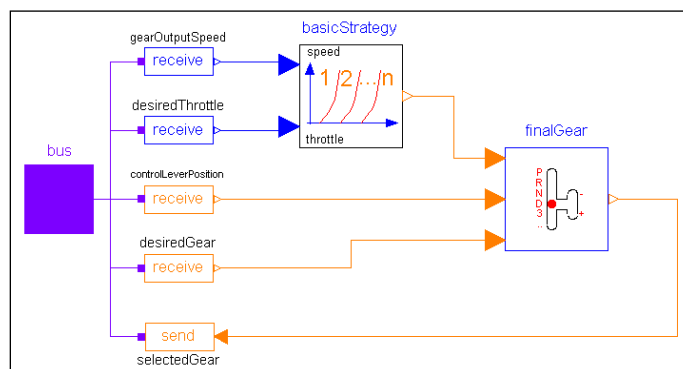 basicStrategy
gearOutputSpeed
receive
speed
1/2/...n
throttle
desiredThrottle
receive
finalGear
P
R
N
D
3
..
-
+
bus
controlLeverPosition
receive
desiredGear
receive
send
selectedGear